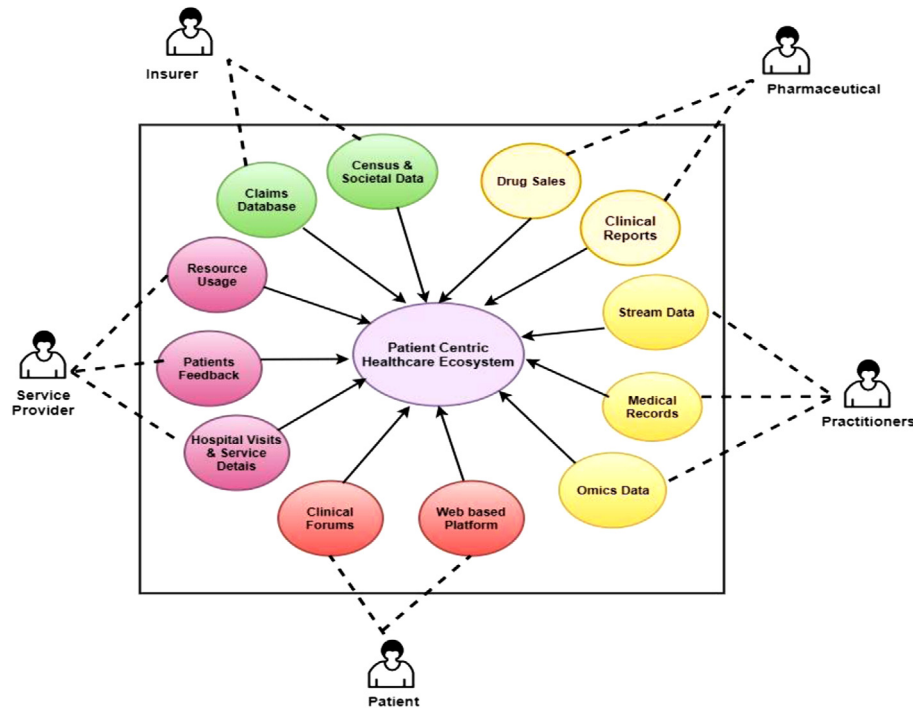 Insurer
Pharmaceutical
Census &
Societal Data
Claims
Database
Drug Sales
Clinical
Reports
Resource
Usage
Stream Data
Patient Centric
Healthcare Ecosystem
Patients
Feedback
Service
Provider
Medical
Records
Practitioners
Hospital Visits
& Service
Detais
Omics Data
Clinical
Forums
Web based
Platform
Patient